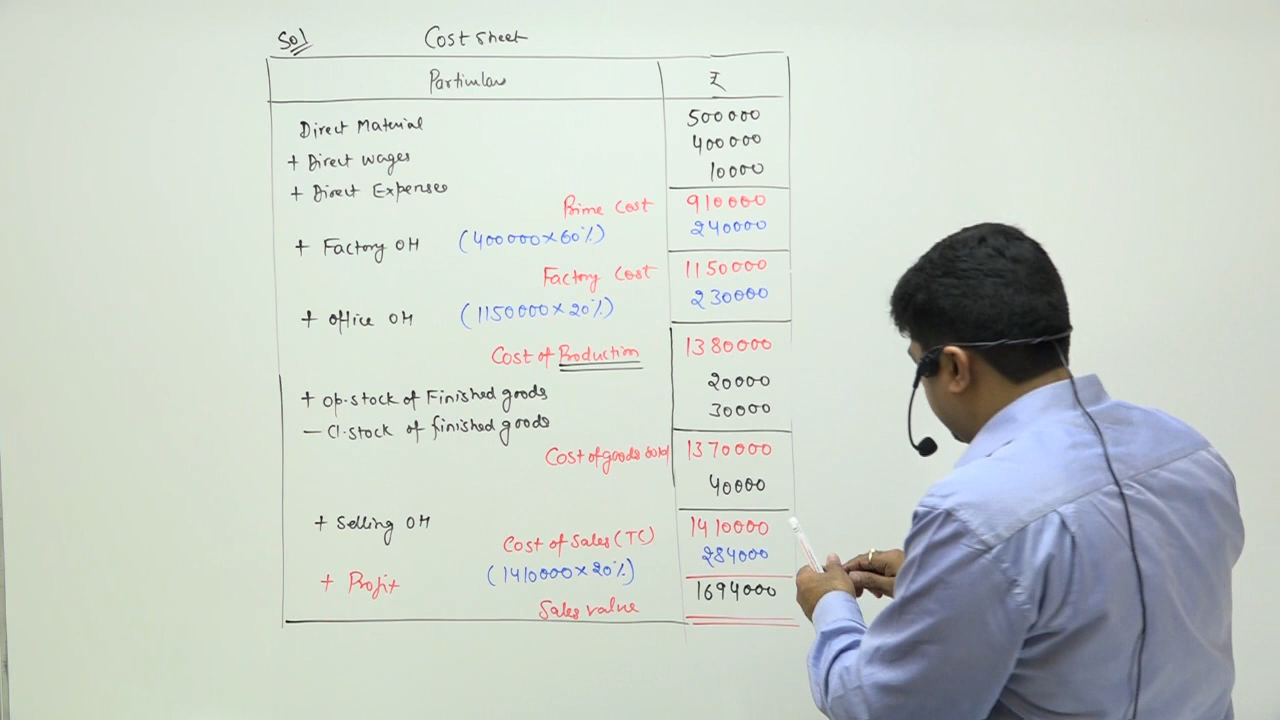 Sol Cost Sheet
Particulars ₹
Direct Material 500000
+ Direct Wages 400000
+ Direct Expenses 10000
Prime Cost 910000
+ Factory OH (400000×60%) 240000
Factory Cost 1150000
+ Office OH (1150000×20%) 230000
Cost of Production 1380000
+ Op. stock of Finished goods 20000
- Cl. stock of finished goods 30000
Cost of goods sold 1370000
+ Selling OH 40000
Cost of Sales (TC) 1410000
+ Profit (1410000×20%) 284000
Sales value 1694000